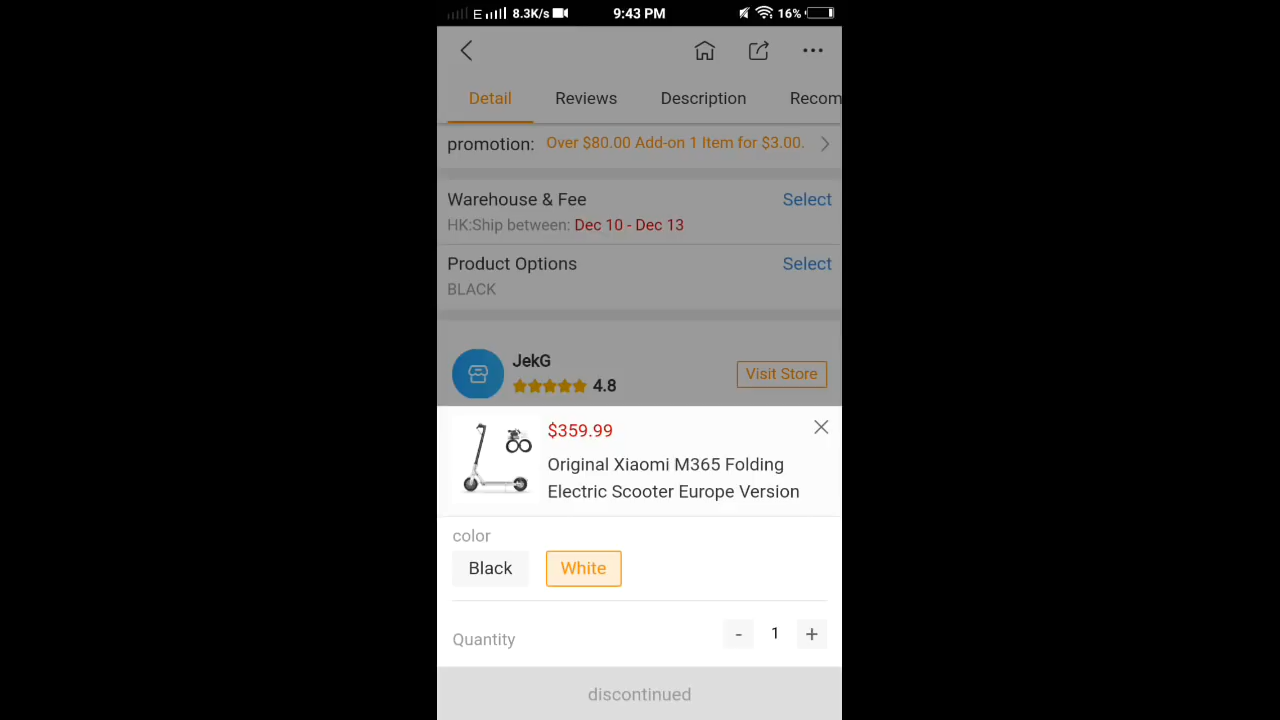 E 8.3K/s 9:43 PM 16%
Detail Reviews Description Recom
promotion: Over $80.00 Add-on 1 Item for $3.00.
Warehouse & Fee Select
HK:Ship between: Dec 10 - Dec 13
Product Options Select
BLACK
JekG
4.8 Visit Store
$359.99
Original Xiaomi M365 Folding
Electric Scooter Europe Version
color
Black White
Quantity - 1 +
discontinued